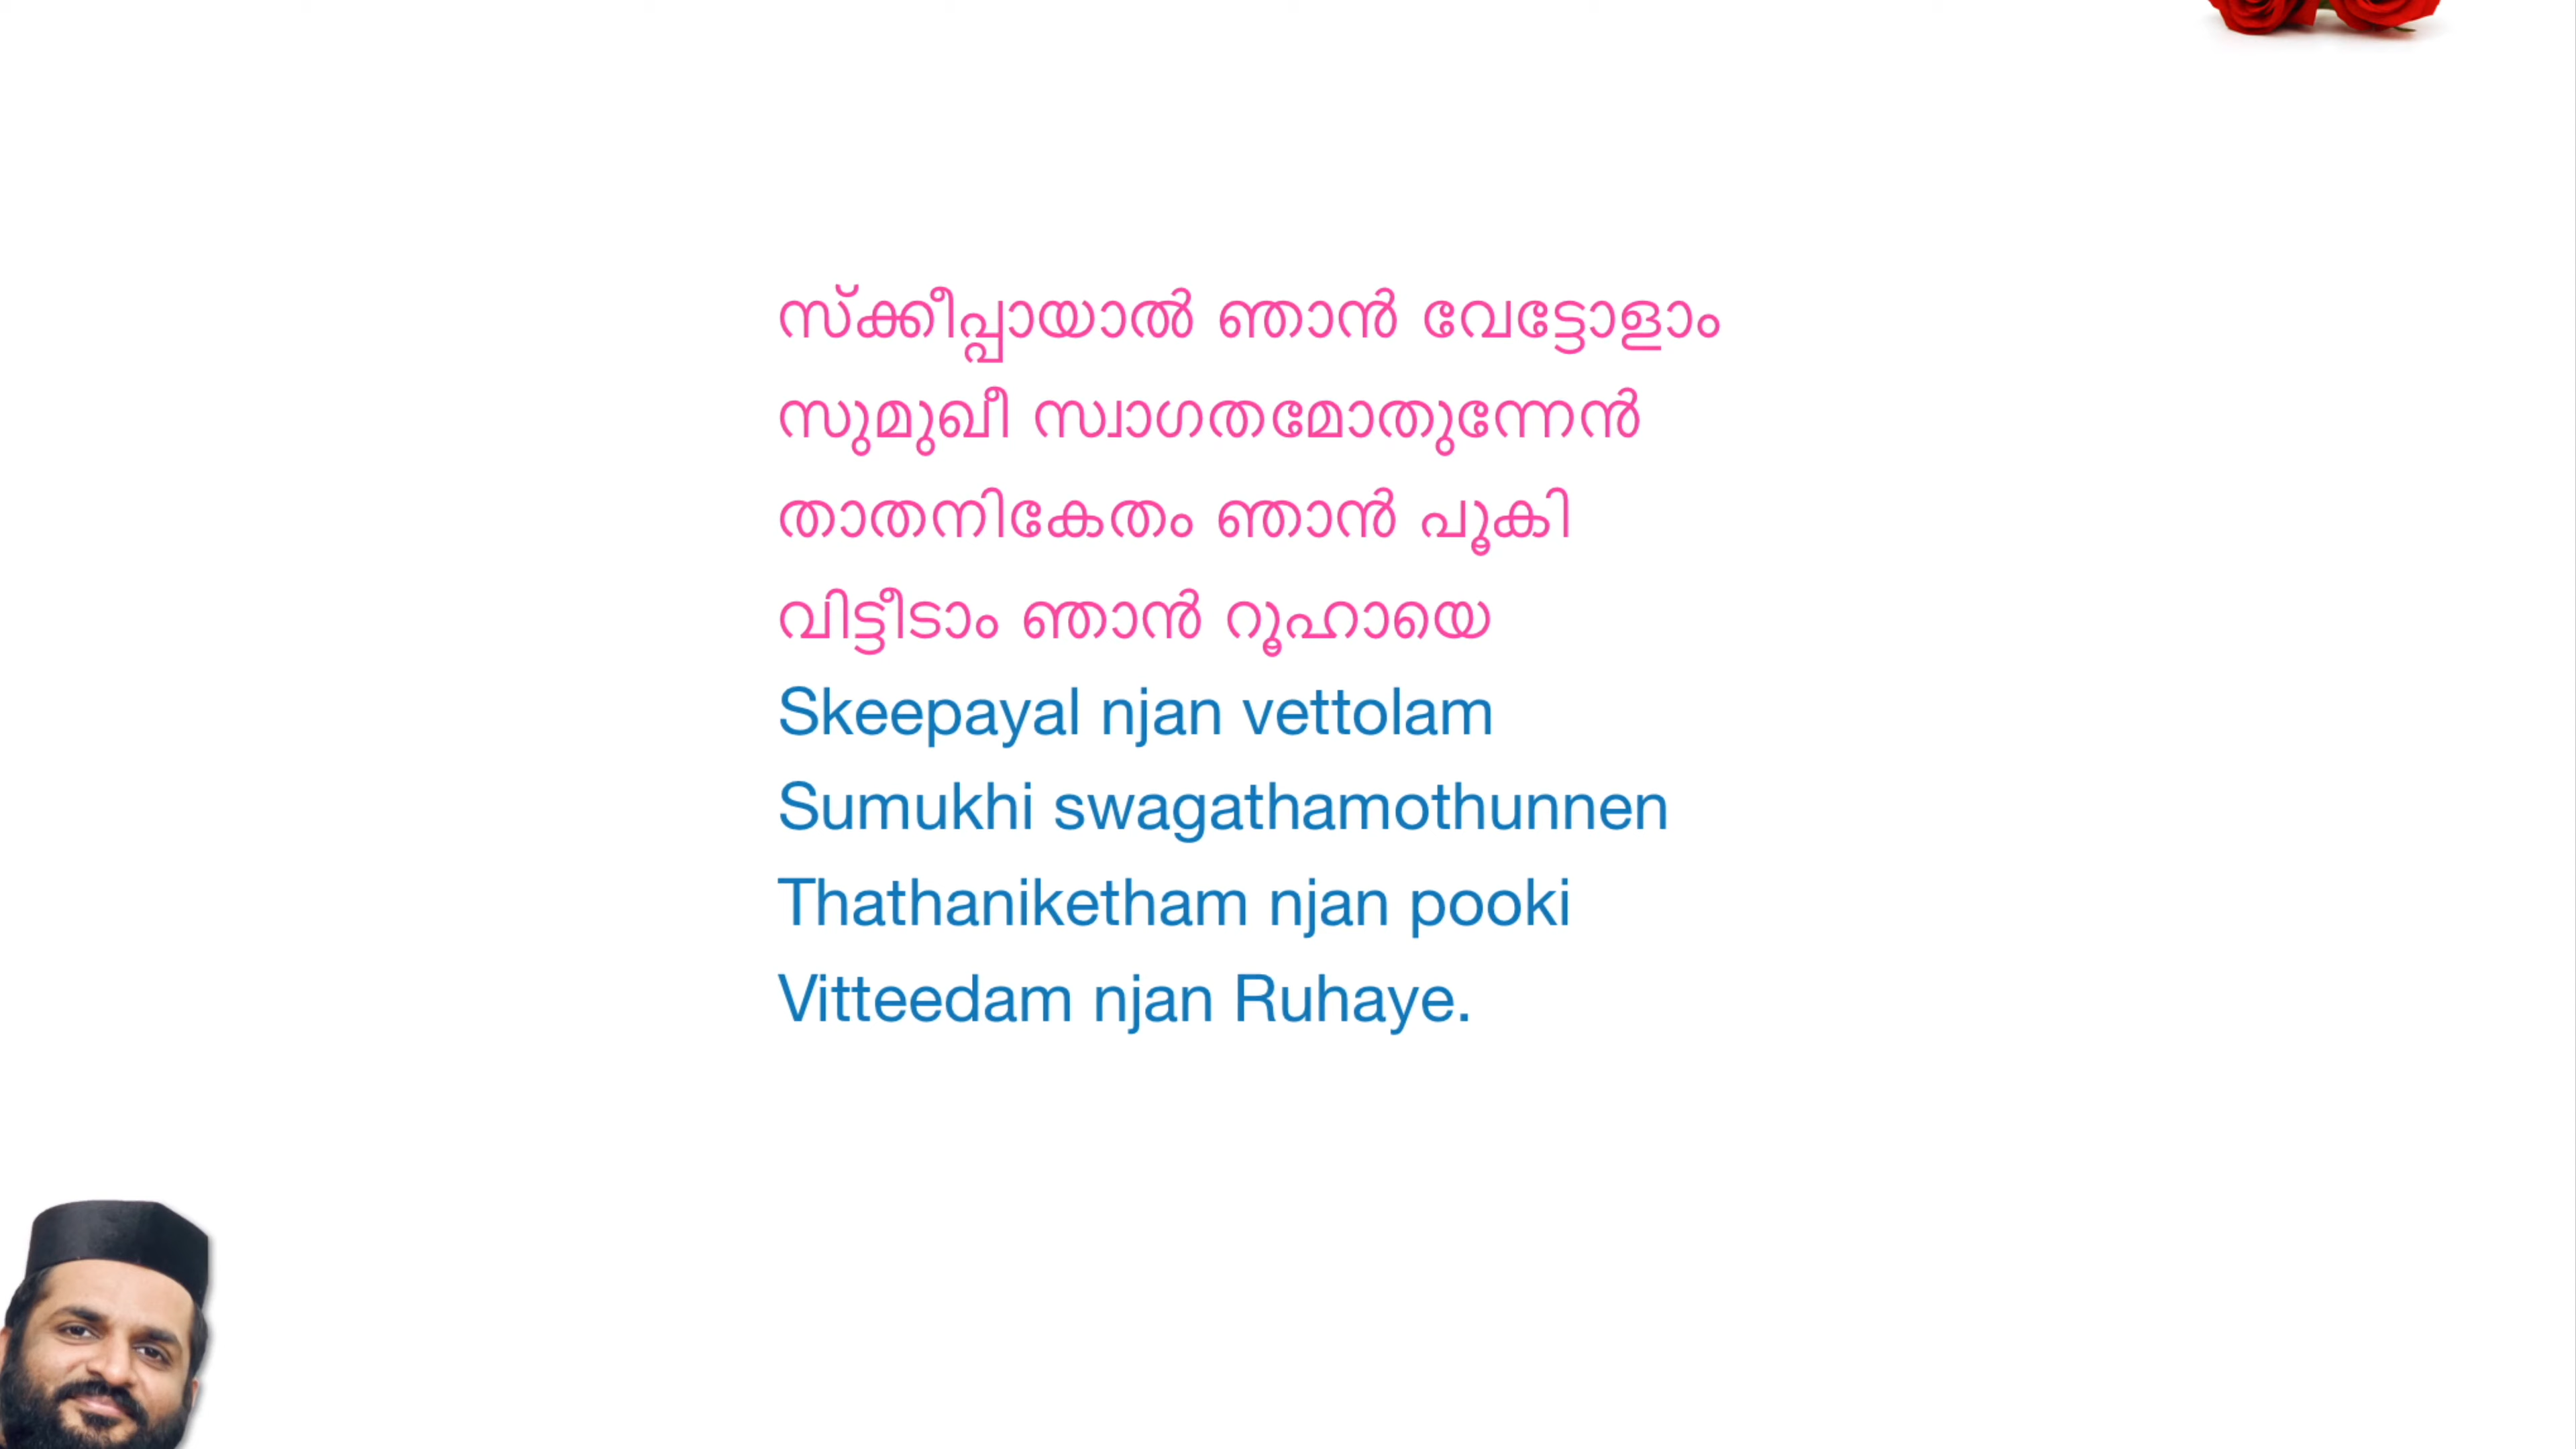 സ്ക്കീപ്പായാൽ ഞാൻ വേട്ടോളാം
സുമുഖീ സ്വാഗതമോതുന്നേൻ
താതനികേതം ഞാൻ പൂകി
വിട്ടീടാം ഞാൻ റൂഹായെ
Skeepayal njan vettolam
Sumukhi swagathamothunnen
Thathaniketham njan pooki
Vitteedam njan Ruhaye.